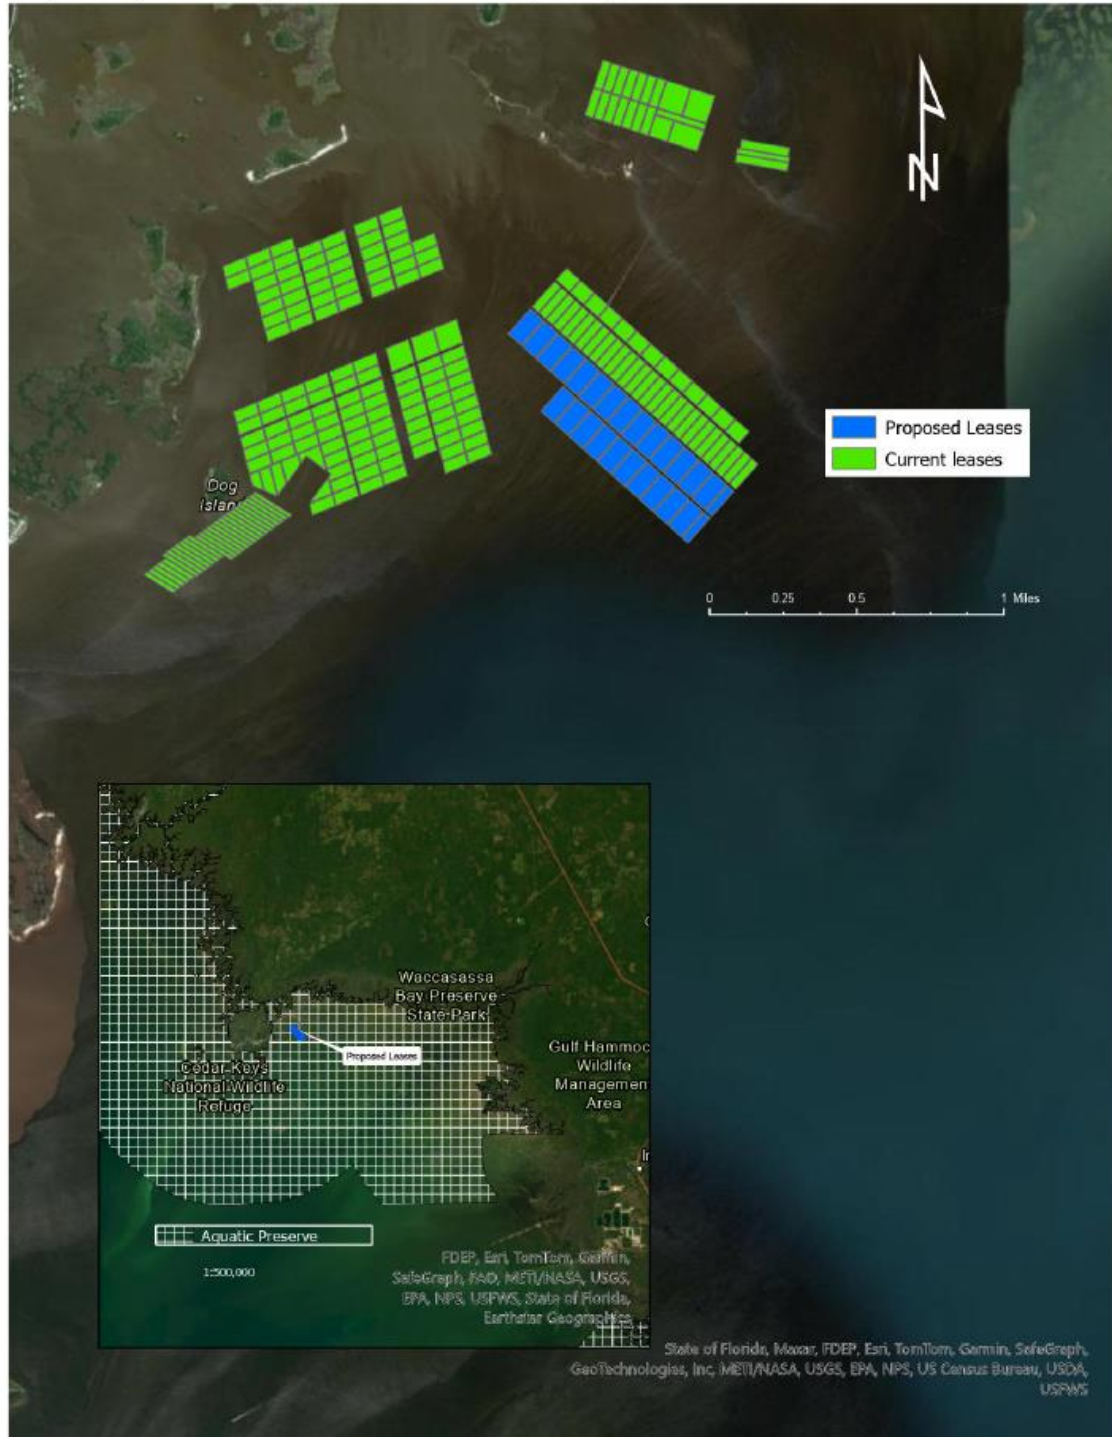 N
Proposed Leases
Current leases
Dog
Islan
0 0.25 0.5 1 Miles
Waccasassa
Bay Preserve
State Park
Proposed Leases
Gulf Hammoc
Wildlife
Managemen
Area
Cedar Keys
National Wildlife
Refuge
In
Aquatic Preserve
1:500,000
FDEP, Esri, TomTom, Garmin,
SafeGraph, FAO, METI/NASA, USGS,
EPA, NPS, USFWS, State of Florida,
Earthstar Geographics
State of Florida, Maxar, FDEP, Esri, TomTom, Garmin, SafeGraph,
GeoTechnologies, Inc, METI/NASA, USGS, EPA, NPS, US Census Bureau, USDA,
USFWS